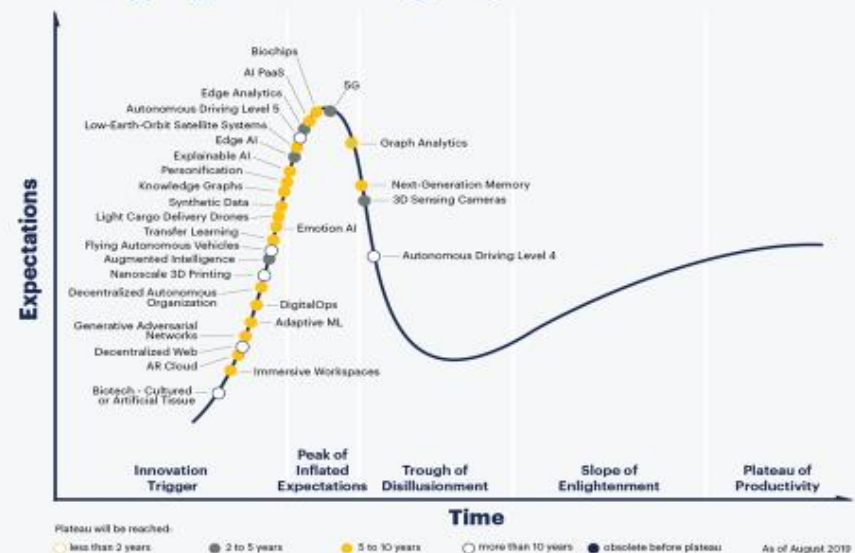 Biochips
AI PaaS
5G
Edge Analytics
Autonomous Driving Level 5
Low-Earth-Orbit Satellite Systems
Graph Analytics
Edge AI
Explainable AI
Personification
Next-Generation Memory
Knowledge Graphs
3D Sensing Cameras
Synthetic Data
Light Cargo Delivery Drones
Transfer Learning
Emotion AI
Flying Autonomous Vehicles
Autonomous Driving Level 4
Augmented Intelligence
Nanoscale 3D Printing
Decentralized Autonomous
Organization
DigitalOps
Generative Adversarial
Networks
Adaptive ML
Decentralized Web
AR Cloud
Immersive Workspaces
Biotech - Cultured
or Artificial Tissue
Expectations
Innovation
Trigger
Peak of
Inflated
Expectations
Trough of
Disillusionment
Slope of
Enlightenment
Plateau of
Productivity
Time
Plateau will be reached:
less than 2 years
2 to 5 years
5 to 10 years
more than 10 years
obsolete before plateau
As of August 2019